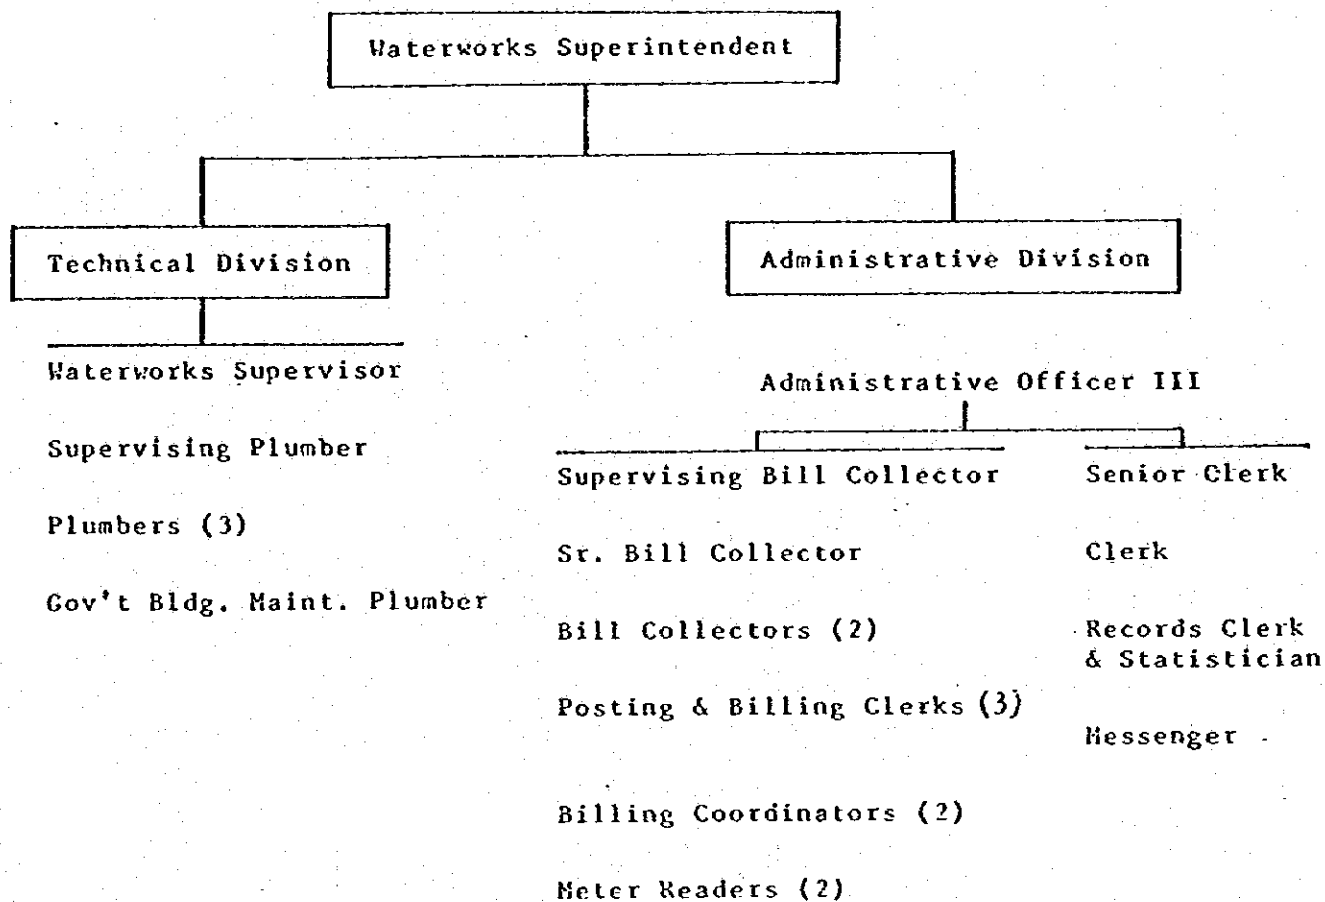 Waterworks Superintendent
Technical Division
Administrative Division
Waterworks Supervisor
Supervising Plumber
Plumbers (3)
Gov't Bldg. Maint. Plumber
Administrative Officer III
Supervising Bill Collector
Sr. Bill Collector
Bill Collectors (2)
Posting & Billing Clerks (3)
Billing Coordinators (2)
Meter Readers (2)
Senior Clerk
Clerk
Records Clerk
& Statistician
Messenger